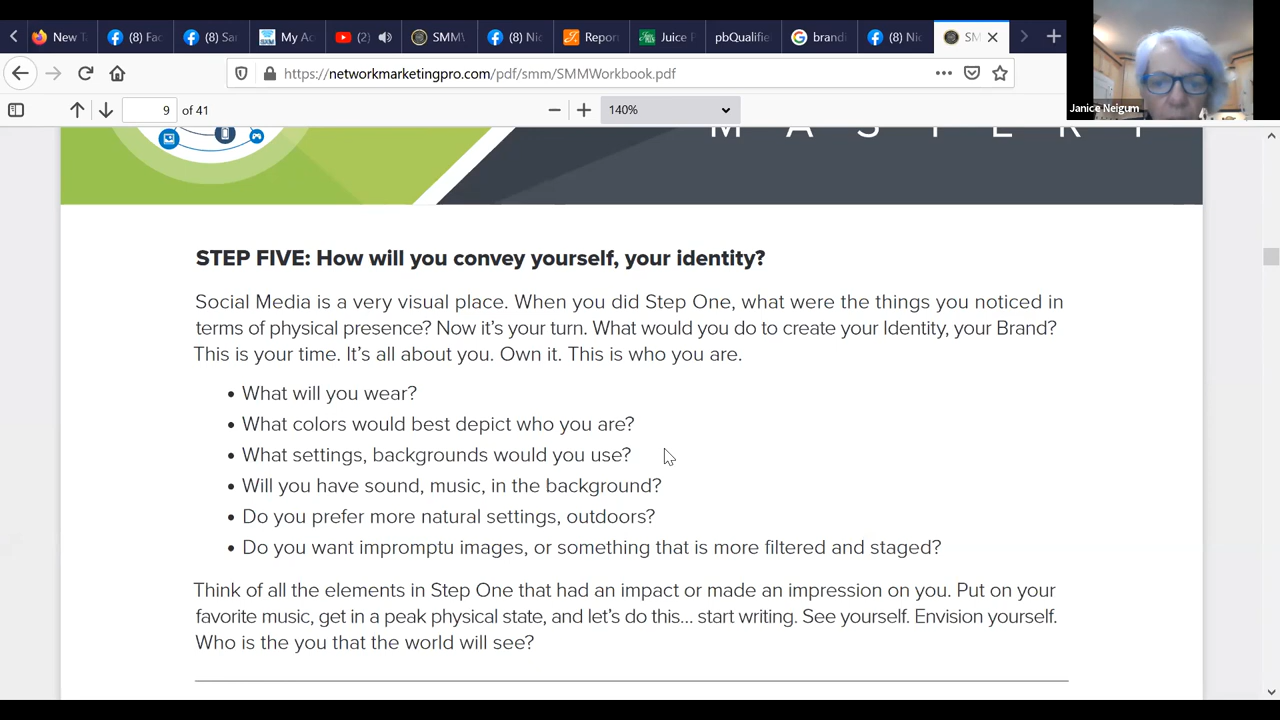 (8) Fac
New T
(8) Sar
My Ac
(2)
SMM\
(8) Nic
Repor
Juice P
pbQualifie
brandi
(8) Nic
SM
https://networkmarketingpro.com/pdf/smm/SMMWorkbook.pdf
Janice Neigum
9 of 41
140%
M A S T E R Y
STEP FIVE: How will you convey yourself, your identity?
Social Media is a very visual place. When you did Step One, what were the things you noticed in
terms of physical presence? Now it's your turn. What would you do to create your Identity, your Brand?
This is your time. It's all about you. Own it. This is who you are.
• What will you wear?
• What colors would best depict who you are?
• What settings, backgrounds would you use?
• Will you have sound, music, in the background?
• Do you prefer more natural settings, outdoors?
• Do you want impromptu images, or something that is more filtered and staged?
Think of all the elements in Step One that had an impact or made an impression on you. Put on your
favorite music, get in a peak physical state, and let's do this... start writing. See yourself. Envision yourself.
Who is the you that the world will see?